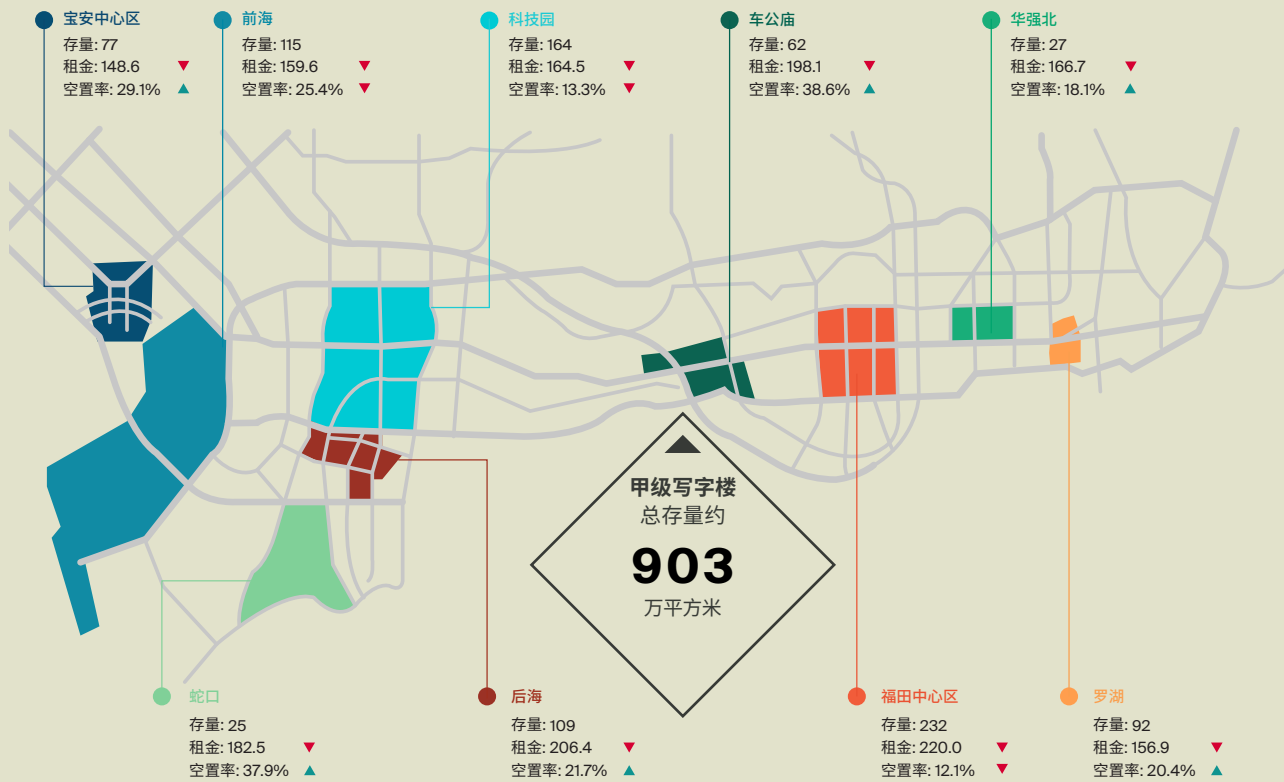 宝安中心区
存量: 77
租金: 148.6 ▼
空置率: 29.1% ▲
前海
存量: 115
租金: 159.6 ▼
空置率: 25.4% ▼
科技园
存量: 164
租金: 164.5 ▼
空置率: 13.3% ▼
车公庙
存量: 62
租金: 198.1 ▼
空置率: 38.6% ▲
华强北
存量: 27
租金: 166.7 ▼
空置率: 18.1% ▲
甲级写字楼
总存量约
903
万平方米
蛇口
存量: 25
租金: 182.5 ▼
空置率: 37.9% ▲
后海
存量: 109
租金: 206.4 ▼
空置率: 21.7% ▲
福田中心区
存量: 232
租金: 220.0 ▼
空置率: 12.1% ▼
罗湖
存量: 92
租金: 156.9 ▼
空置率: 20.4% ▲